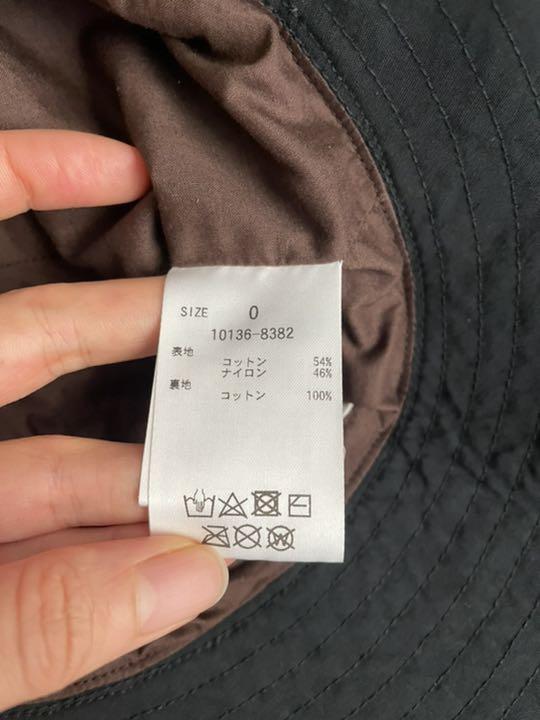 SIZE 0
10136-8382
表地
コットン 54%
ナイロン 46%
裏地
コットン 100%